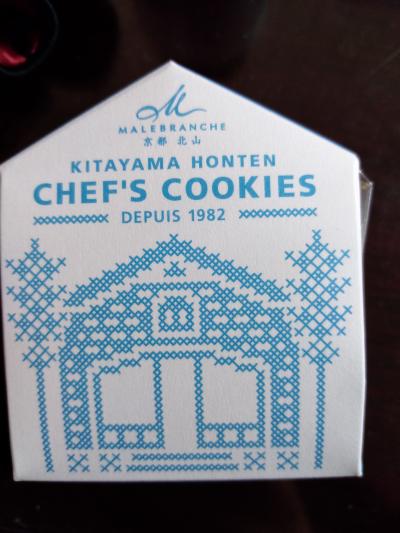 M
MALEBRANCHE
京都 北山
KITAYAMA HONTEN
CHEF'S COOKIES
DEPUIS 1982